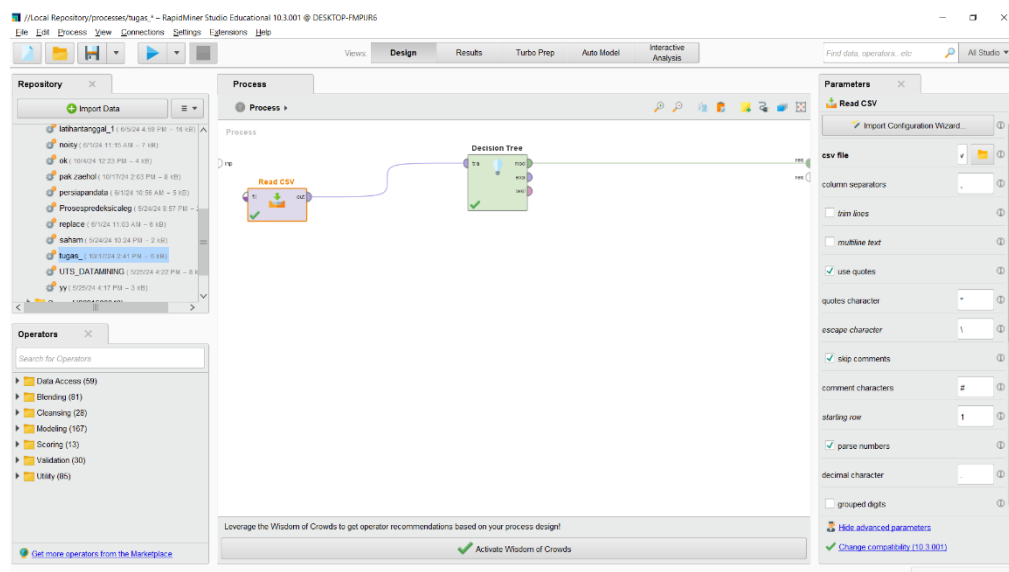 //Local Repository/processes/tugas_* – RapidMiner Studio Educational 10.3.001 @ DESKTOP-FMPUR6
File Edit Process View Connections Settings Extensions Help
Views: Design Results Turbo Prep Auto Model Interactive Analysis
Find data, operators...etc All Studio
Repository
Import Data
latihantanggal_1 ( 6/5/24 4:59 PM – 16 kB)
noisy ( 6/1/24 11:15 AM – 7 kB)
ok ( 10/4/24 12:23 PM – 4 kB)
pak zaehol ( 10/17/24 2:03 PM – 8 kB)
persiapandata ( 6/1/24 10:56 AM – 5 kB)
Prosespredeksicaleg ( 5/24/24 8:57 PM –
replace ( 6/1/24 11:03 AM – 6 kB)
saham ( 5/24/24 10:24 PM – 2 kB)
tugas_ ( 10/17/24 2:41 PM – 6 kB)
UTS_DATAMINING ( 5/25/24 4:22 PM – 8
yy ( 5/25/24 4:17 PM – 3 kB)
Operators
Search for Operators
Data Access (59)
Blending (81)
Cleansing (28)
Modeling (167)
Scoring (13)
Validation (30)
Utility (85)
Get more operators from the Marketplace
Process
Process
Process
inp
Read CSV
fil out
Decision Tree
tra mod
exa
wei
res
res
Leverage the Wisdom of Crowds to get operator recommendations based on your process design!
Activate Wisdom of Crowds
Parameters
Read CSV
Import Configuration Wizard...
csv file
column separators ,
trim lines
multiline text
use quotes
quotes character "
escape character \
skip comments
comment characters #
starting row 1
parse numbers
decimal character .
grouped digits
Hide advanced parameters
Change compatibility (10.3.001)